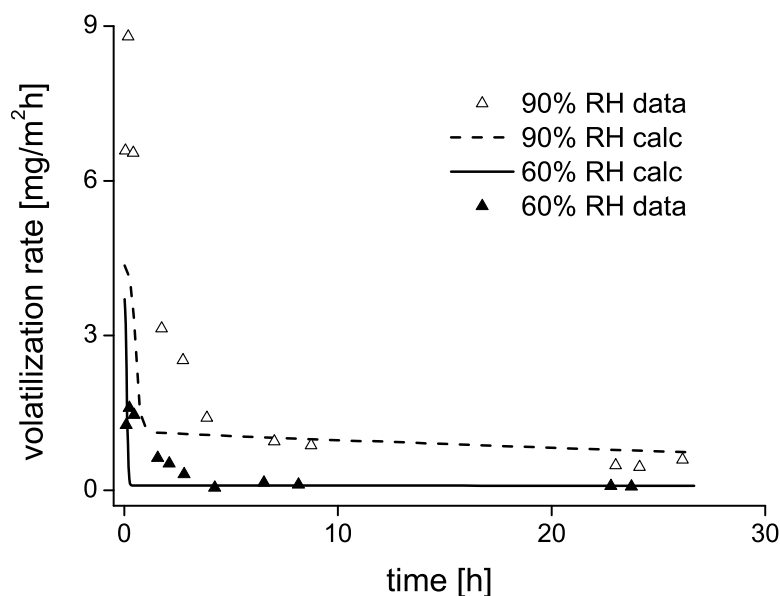 9
6
3
0
volatilization rate [mg/m²h]
90% RH data
90% RH calc
60% RH calc
60% RH data
0 10 20 30
time [h]